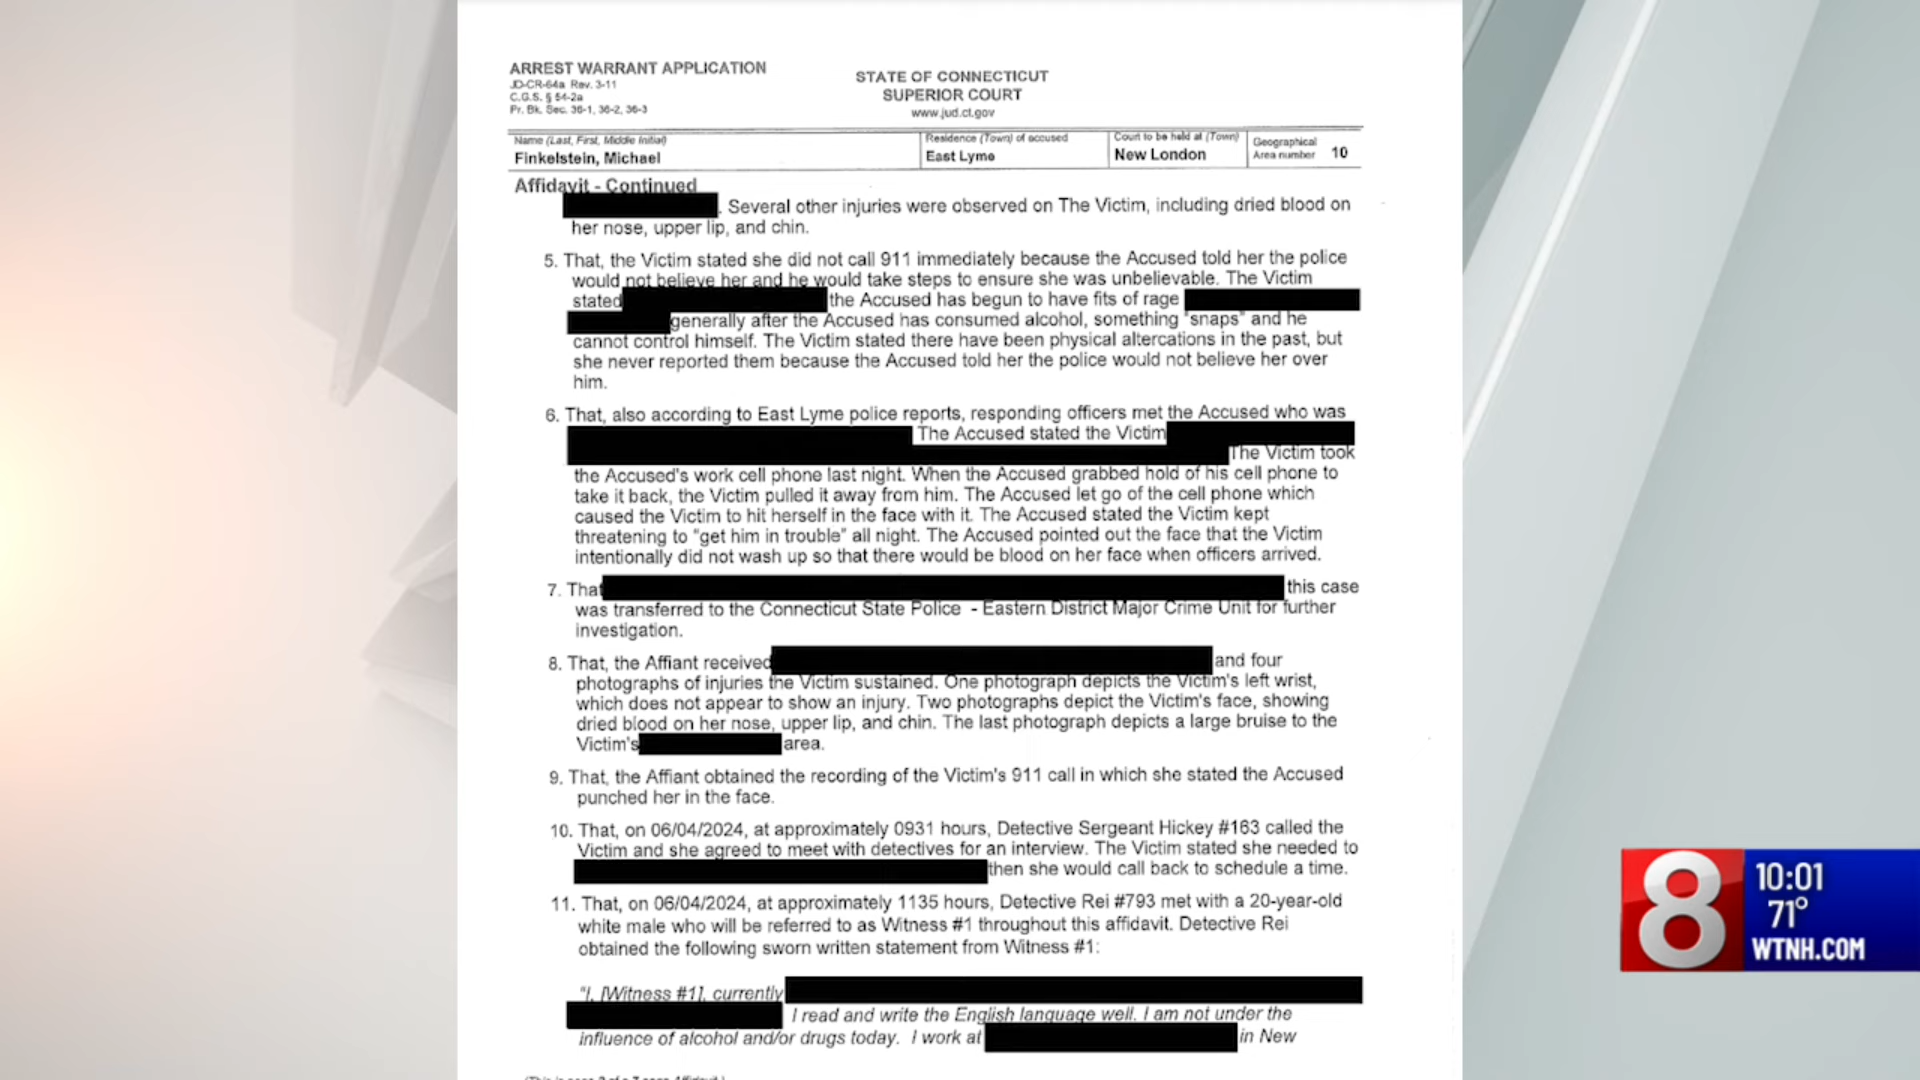 ARREST WARRANT APPLICATION
JD-CR-64a Rev. 3-11
C.G.S. § 54-2a
Pr. Bk. Sec. 36-1, 36-2, 36-3
STATE OF CONNECTICUT
SUPERIOR COURT
www.jud.ct.gov
Name (Last, First, Middle Initial)
Finkelstein, Michael
Residence (Town) of accused
East Lyme
Court to be held at (Town)
New London
Geographical
Area number 10
Affidavit - Continued
. Several other injuries were observed on The Victim, including dried blood on
her nose, upper lip, and chin.
5. That, the Victim stated she did not call 911 immediately because the Accused told her the police
would not believe her and he would take steps to ensure she was unbelievable. The Victim
stated the Accused has begun to have fits of rage
generally after the Accused has consumed alcohol, something "snaps" and he
cannot control himself. The Victim stated there have been physical altercations in the past, but
she never reported them because the Accused told her the police would not believe her over
him.
6. That, also according to East Lyme police reports, responding officers met the Accused who was
The Accused stated the Victim
The Victim took
the Accused's work cell phone last night. When the Accused grabbed hold of his cell phone to
take it back, the Victim pulled it away from him. The Accused let go of the cell phone which
caused the Victim to hit herself in the face with it. The Accused stated the Victim kept
threatening to "get him in trouble" all night. The Accused pointed out the face that the Victim
intentionally did not wash up so that there would be blood on her face when officers arrived.
7. That this case
was transferred to the Connecticut State Police - Eastern District Major Crime Unit for further
investigation.
8. That, the Affiant received and four
photographs of injuries the Victim sustained. One photograph depicts the Victim's left wrist,
which does not appear to show an injury. Two photographs depict the Victim's face, showing
dried blood on her nose, upper lip, and chin. The last photograph depicts a large bruise to the
Victim's area.
9. That, the Affiant obtained the recording of the Victim's 911 call in which she stated the Accused
punched her in the face.
10. That, on 06/04/2024, at approximately 0931 hours, Detective Sergeant Hickey #163 called the
Victim and she agreed to meet with detectives for an interview. The Victim stated she needed to
then she would call back to schedule a time.
11. That, on 06/04/2024, at approximately 1135 hours, Detective Rei #793 met with a 20-year-old
white male who will be referred to as Witness #1 throughout this affidavit. Detective Rei
obtained the following sworn written statement from Witness #1:
"I, [Witness #1], currently
I read and write the English language well. I am not under the
influence of alcohol and/or drugs today. I work at in New
8
10:01
71°
WTNH.COM